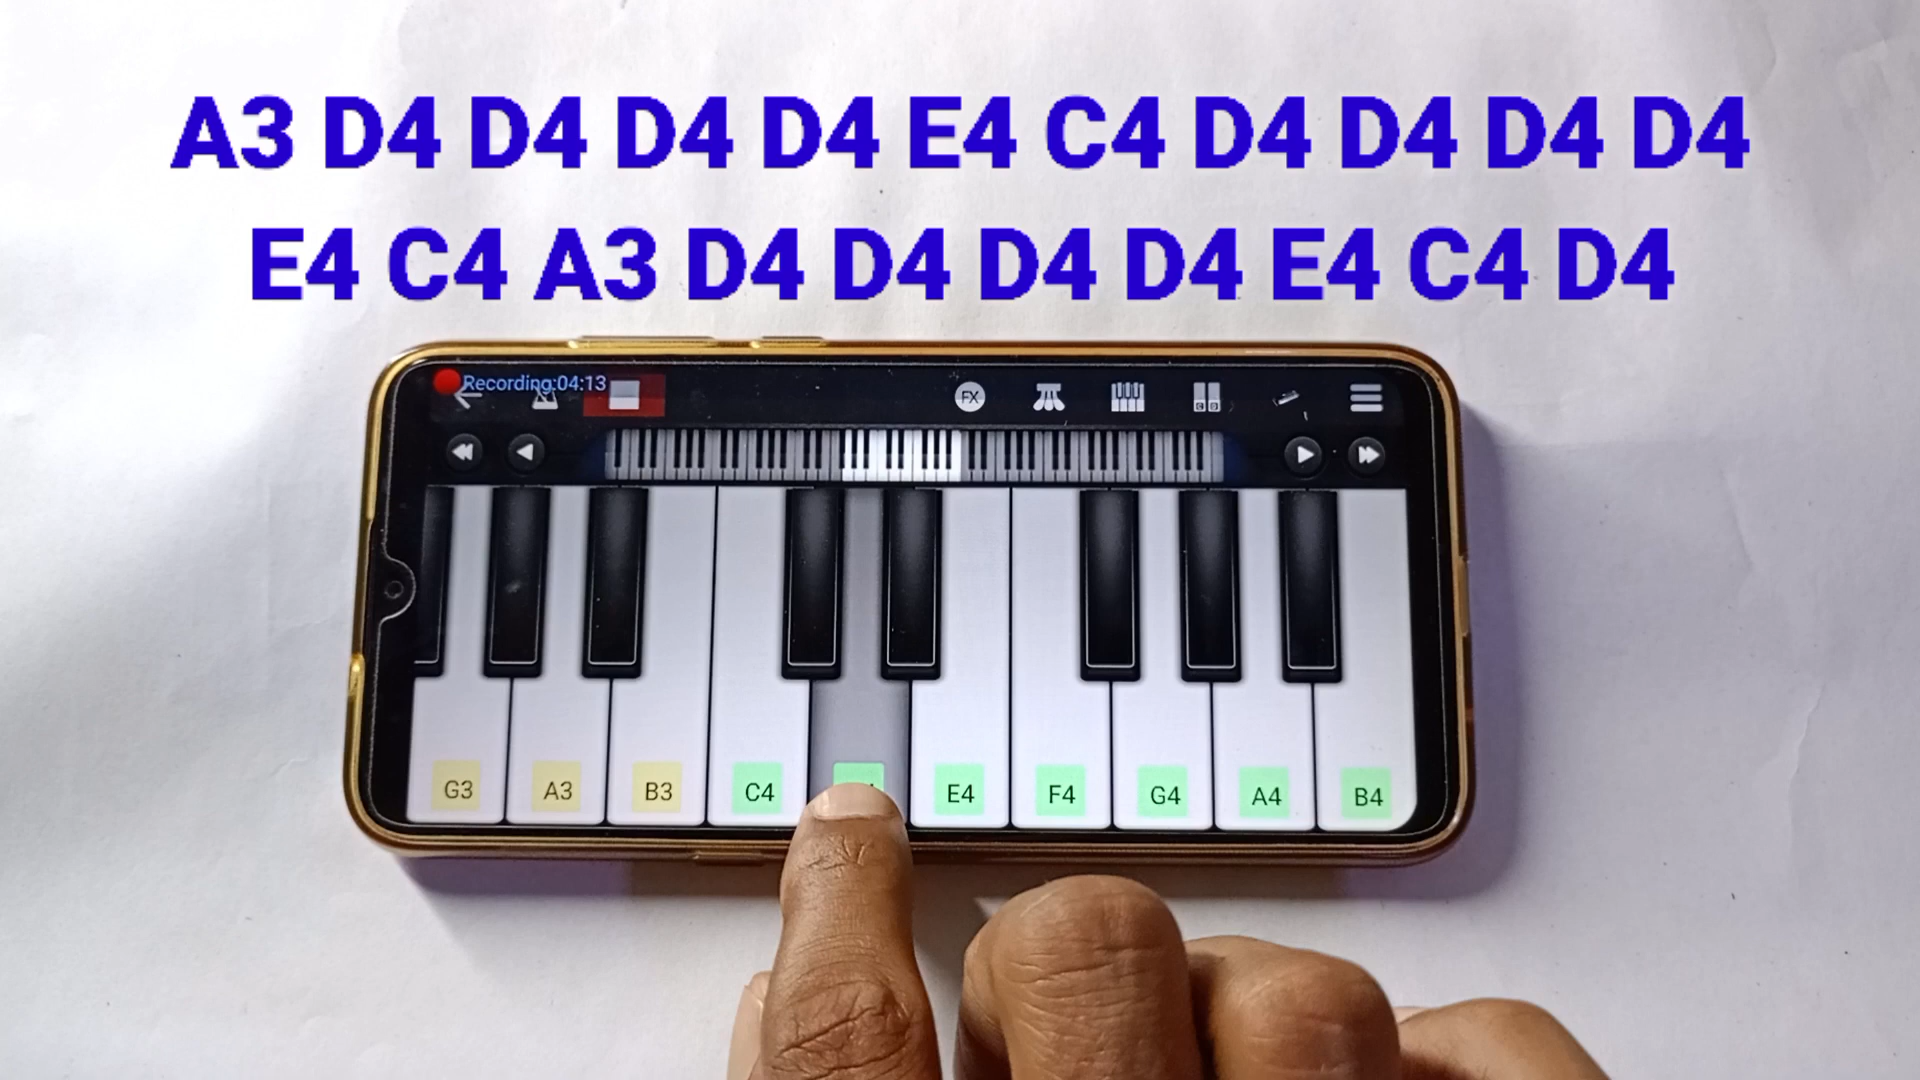 A3 D4 D4 D4 D4 E4 C4 D4 D4 D4 D4
E4 C4 A3 D4 D4 D4 D4 E4 C4 D4
Recording:04:13
FX
G3 A3 B3 C4 E4 F4 G4 A4 B4